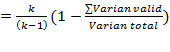 = k/(k−1) (1 − ∑Varian valid/Varian total)